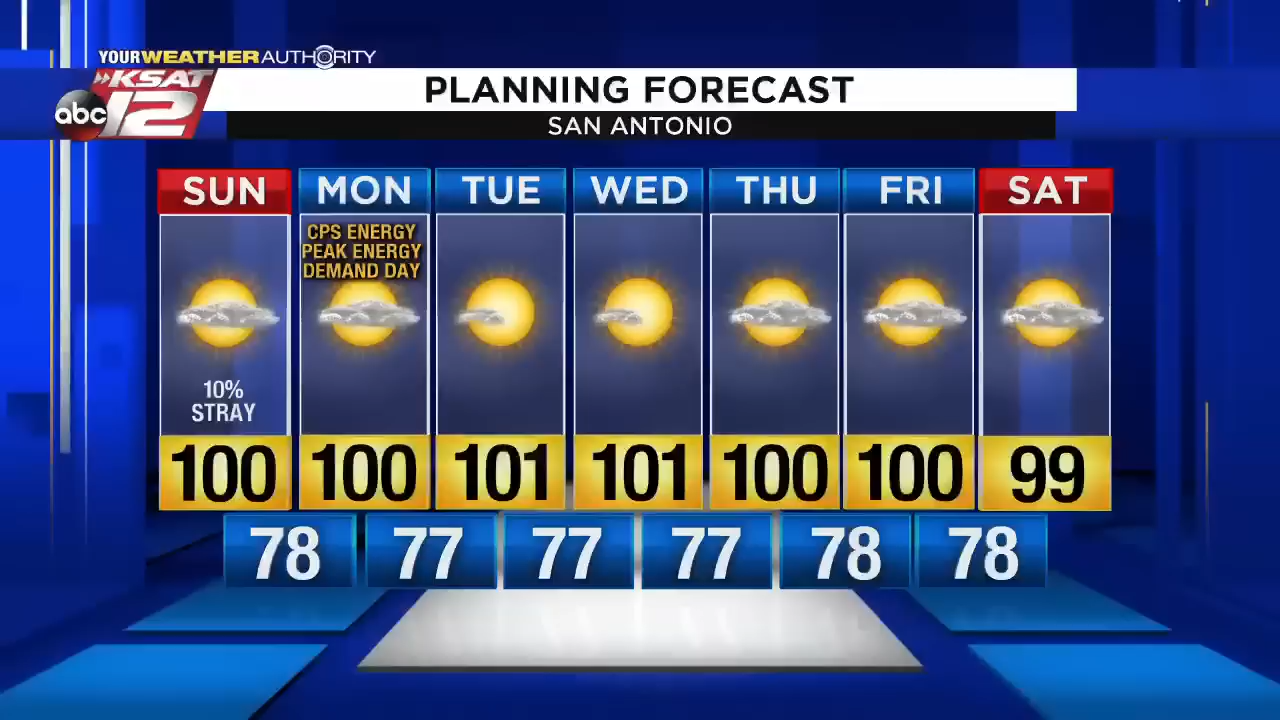 YOURWEATHERAUTHORITY
KSAT
abc 12
PLANNING FORECAST
SAN ANTONIO
SUN MON TUE WED THU FRI SAT
CPS ENERGY
PEAK ENERGY
DEMAND DAY
10%
STRAY
100 100 101 101 100 100 99
78 77 77 77 78 78